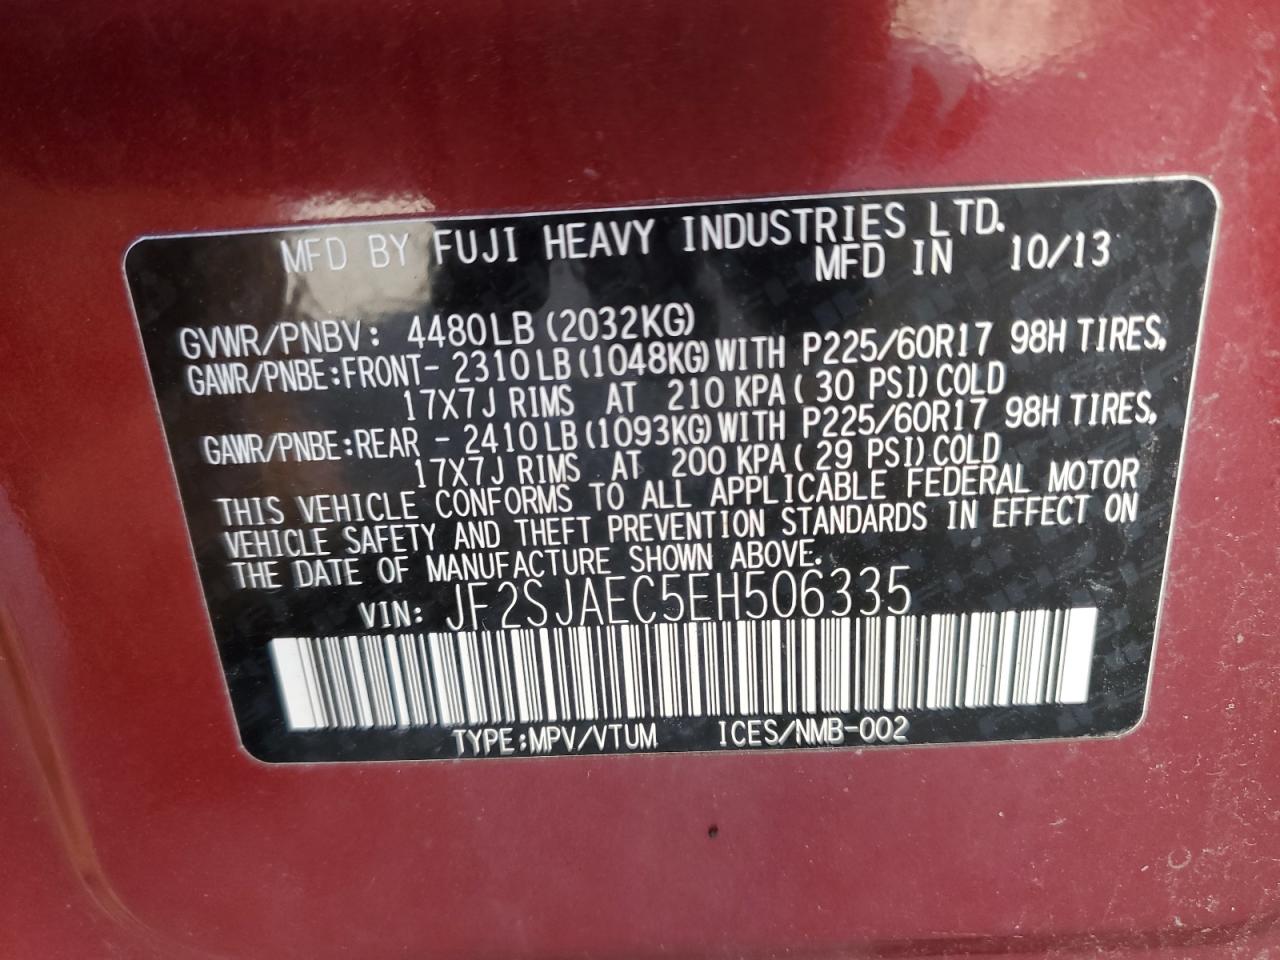 MFD BY FUJI HEAVY INDUSTRIES LTD.
MFD IN 10/13
GVWR/PNBV: 4480LB (2032KG)
GAWR/PNBE:FRONT- 2310LB(1048KG)WITH P225/60R17 98H TIRES,
17X7J RIMS AT 210 KPA( 30 PSI)COLD
GAWR/PNBE:REAR - 2410LB(1093KG)WITH P225/60R17 98H TIRES,
17X7J RIMS AT 200 KPA( 29 PSI)COLD
THIS VEHICLE CONFORMS TO ALL APPLICABLE FEDERAL MOTOR
VEHICLE SAFETY AND THEFT PREVENTION STANDARDS IN EFFECT ON
THE DATE OF MANUFACTURE SHOWN ABOVE.
VIN: JF2SJAEC5EH506335
TYPE:MPV/VTUM ICES/NMB-002